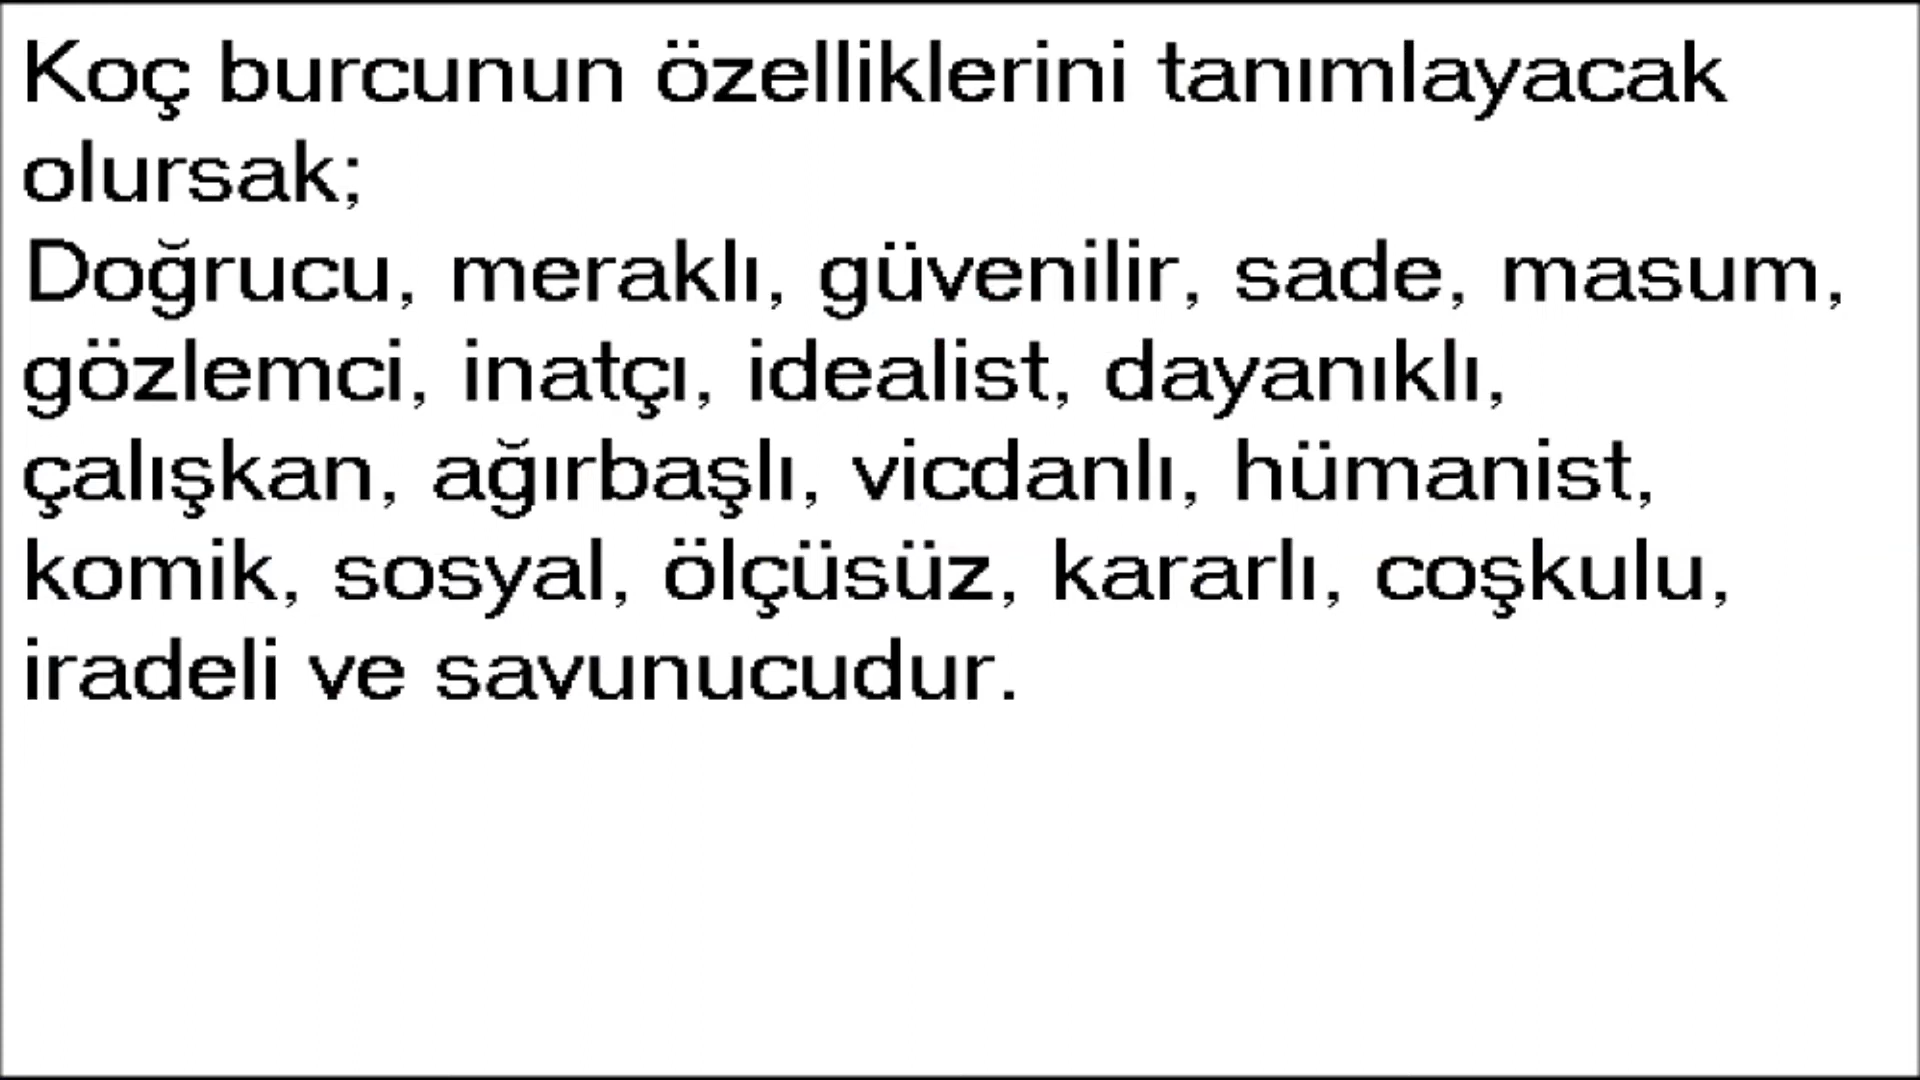 Koç burcunun özelliklerini tanımlayacak
olursak;
Doğrucu, meraklı, güvenilir, sade, masum,
gözlemci, inatçı, idealist, dayanıklı,
çalışkan, ağırbaşlı, vicdanlı, hümanist,
komik, sosyal, ölçüsüz, kararlı, coşkulu,
iradeli ve savunucudur.